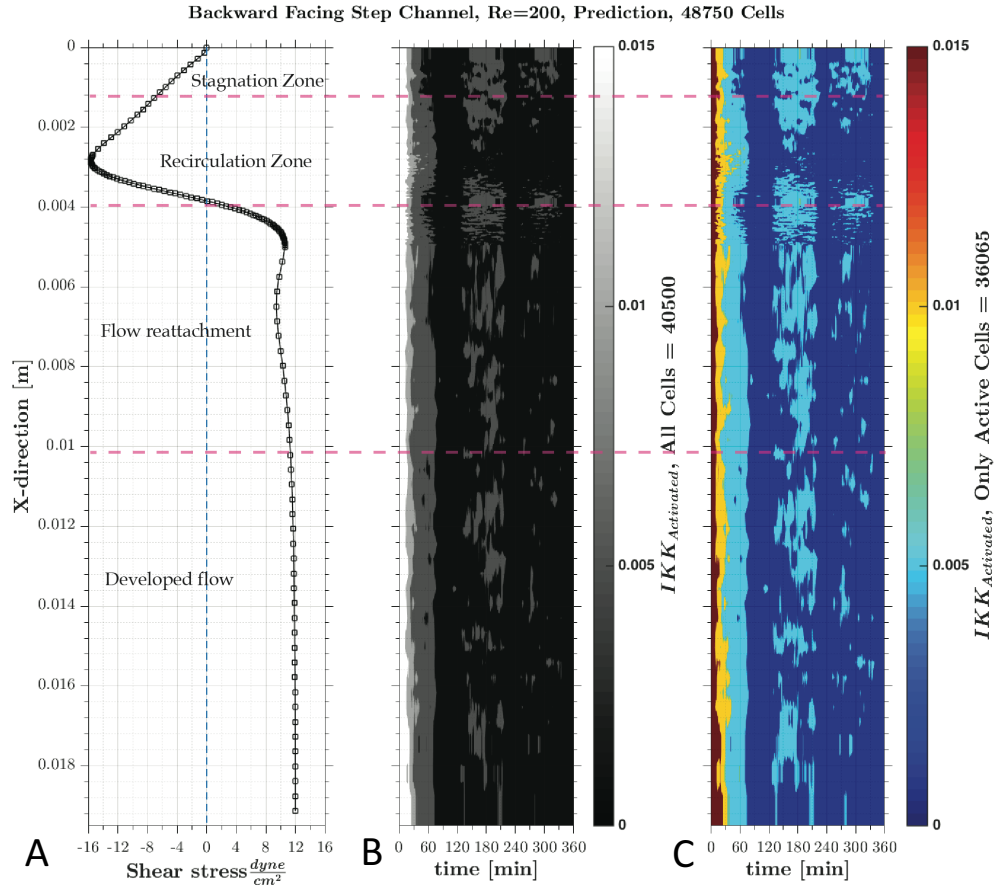 Backward Facing Step Channel, Re=200, Prediction, 48750 Cells
X-direction [m]
0
0.002
0.004
0.006
0.008
0.01
0.012
0.014
0.016
0.018
Stagnation Zone
Recirculation Zone
Flow reattachment
Developed flow
A
-16 -12 -8 -4 0 4 8 12 16
Shear stress dyne/cm²
B
0 60 120 180 240 300 360
time [min]
0.015
0.01
0.005
0
IKK_Activated, All Cells = 40500
C
0 60 120 180 240 300 360
time [min]
0.015
0.01
0.005
0
IKK_Activated, Only Active Cells = 36065